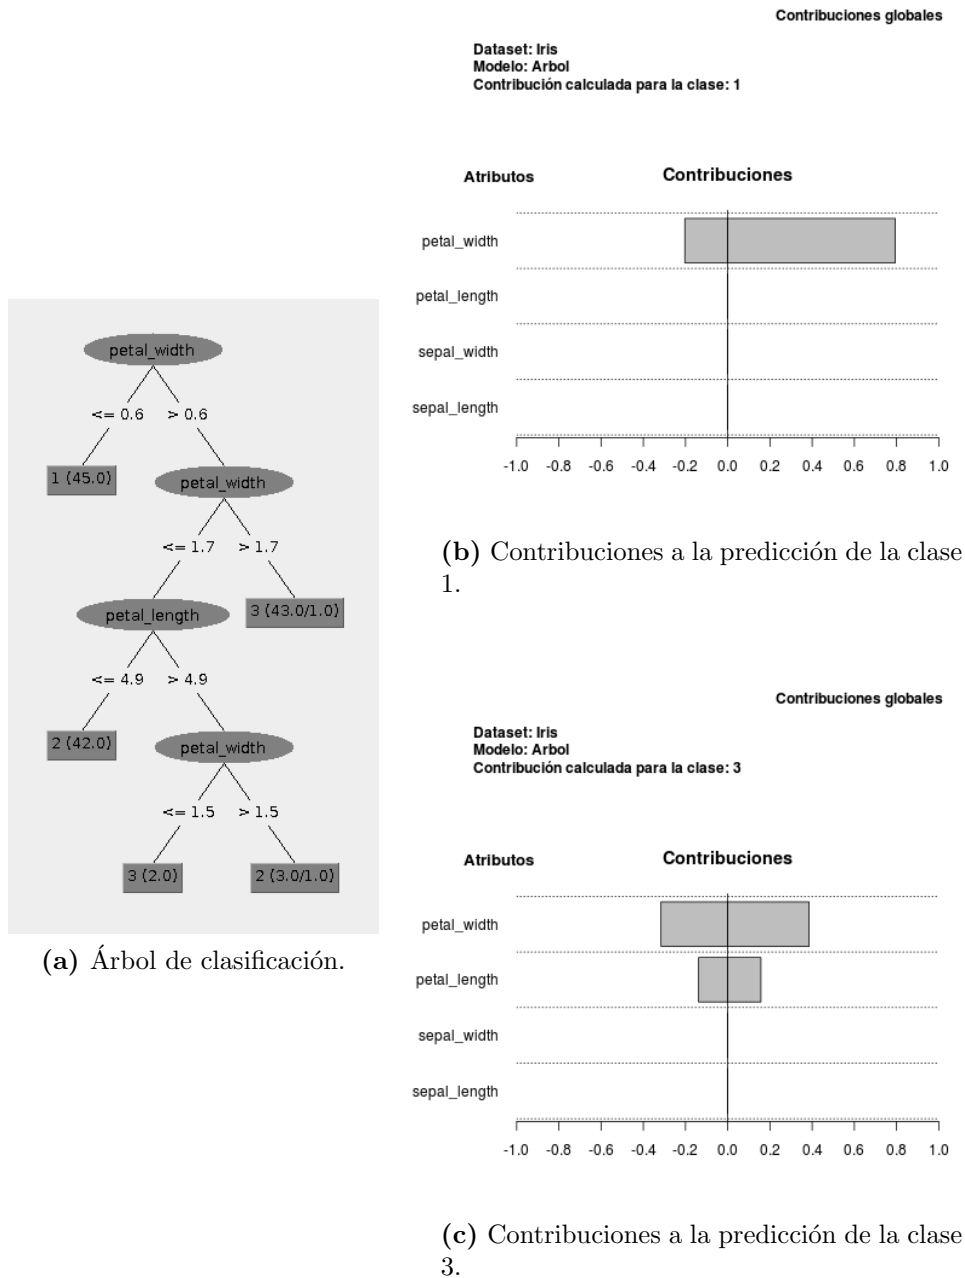 petal_width
<= 0.6 > 0.6
1 (45.0)
petal_width
<= 1.7 > 1.7
petal_length
3 (43.0/1.0)
<= 4.9 > 4.9
2 (42.0)
petal_width
<= 1.5 > 1.5
3 (2.0)
2 (3.0/1.0)
(a) Árbol de clasificación.
Contribuciones globales
Dataset: Iris
Modelo: Arbol
Contribución calculada para la clase: 1
Atributos
Contribuciones
petal_width
petal_length
sepal_width
sepal_length
-1.0 -0.8 -0.6 -0.4 -0.2 0.0 0.2 0.4 0.6 0.8 1.0
(b) Contribuciones a la predicción de la clase
1.
Contribuciones globales
Dataset: Iris
Modelo: Arbol
Contribución calculada para la clase: 3
Atributos
Contribuciones
petal_width
petal_length
sepal_width
sepal_length
-1.0 -0.8 -0.6 -0.4 -0.2 0.0 0.2 0.4 0.6 0.8 1.0
(c) Contribuciones a la predicción de la clase
3.